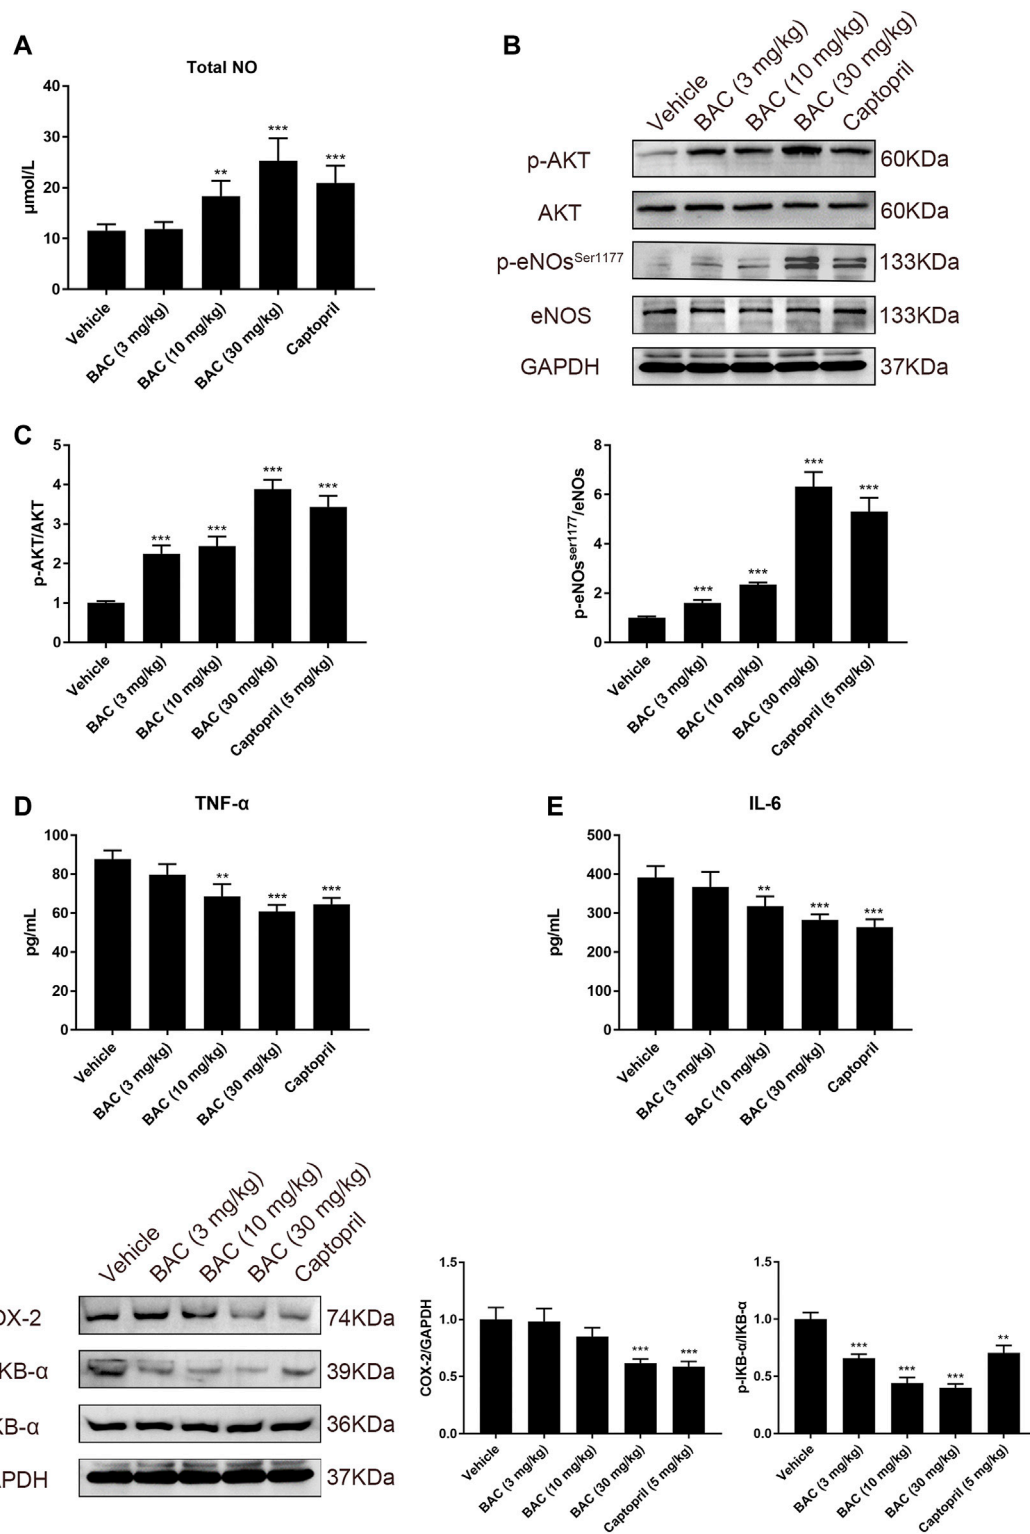 A
Total NO
40
30
20
10
0
µmol/L
**
***
***
Vehicle
BAC (3 mg/kg)
BAC (10 mg/kg)
BAC (30 mg/kg)
Captopril
B
Vehicle
BAC (3 mg/kg)
BAC (10 mg/kg)
BAC (30 mg/kg)
Captopril
p-AKT 60KDa
AKT 60KDa
p-eNOsSer1177 133KDa
eNOS 133KDa
GAPDH 37KDa
C
5
4
3
2
1
0
p-AKT/AKT
***
***
***
***
Vehicle
BAC (3 mg/kg)
BAC (10 mg/kg)
BAC (30 mg/kg)
Captopril (5 mg/kg)
8
6
4
2
0
p-eNOsser1177/eNOs
***
***
***
***
Vehicle
BAC (3 mg/kg)
BAC (10 mg/kg)
BAC (30 mg/kg)
Captopril (5 mg/kg)
D
TNF-α
100
80
60
40
20
0
pg/mL
**
***
***
Vehicle
BAC (3 mg/kg)
BAC (10 mg/kg)
BAC (30 mg/kg)
Captopril
E
IL-6
500
400
300
200
100
0
pg/mL
**
***
***
Vehicle
BAC (3 mg/kg)
BAC (10 mg/kg)
BAC (30 mg/kg)
Captopril
Vehicle
BAC (3 mg/kg)
BAC (10 mg/kg)
BAC (30 mg/kg)
Captopril
OX-2 74KDa
KB-α 39KDa
KB-α 36KDa
APDH 37KDa
1.5
1.0
0.5
0.0
COX-2/GAPDH
***
***
Vehicle
BAC (3 mg/kg)
BAC (10 mg/kg)
BAC (30 mg/kg)
Captopril (5 mg/kg)
1.5
1.0
0.5
0.0
p-IKB-α/IKB-α
***
***
***
**
Vehicle
BAC (3 mg/kg)
BAC (10 mg/kg)
BAC (30 mg/kg)
Captopril (5 mg/kg)